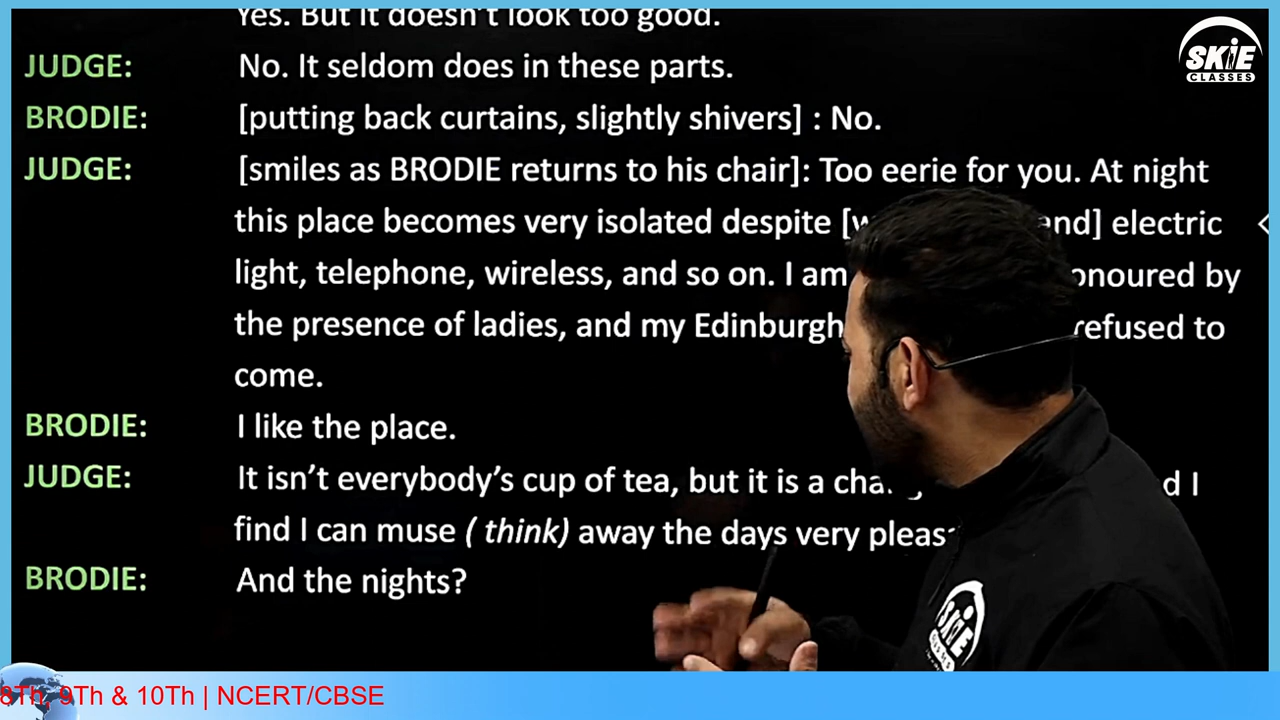 Yes. But it doesn't look too good.
SKiE
CLASSES
JUDGE: No. It seldom does in these parts.
BRODIE: [putting back curtains, slightly shivers] : No.
JUDGE: [smiles as BRODIE returns to his chair]: Too eerie for you. At night
this place becomes very isolated despite [ and] electric
light, telephone, wireless, and so on. I am by
the presence of ladies, and my Edinburgh refused to
come.
BRODIE: I like the place.
JUDGE: It isn't everybody's cup of tea, but it is a I
find I can muse ( think) away the days very
BRODIE: And the nights?
SKiE
8Th, 9Th & 10Th | NCERT/CBSE